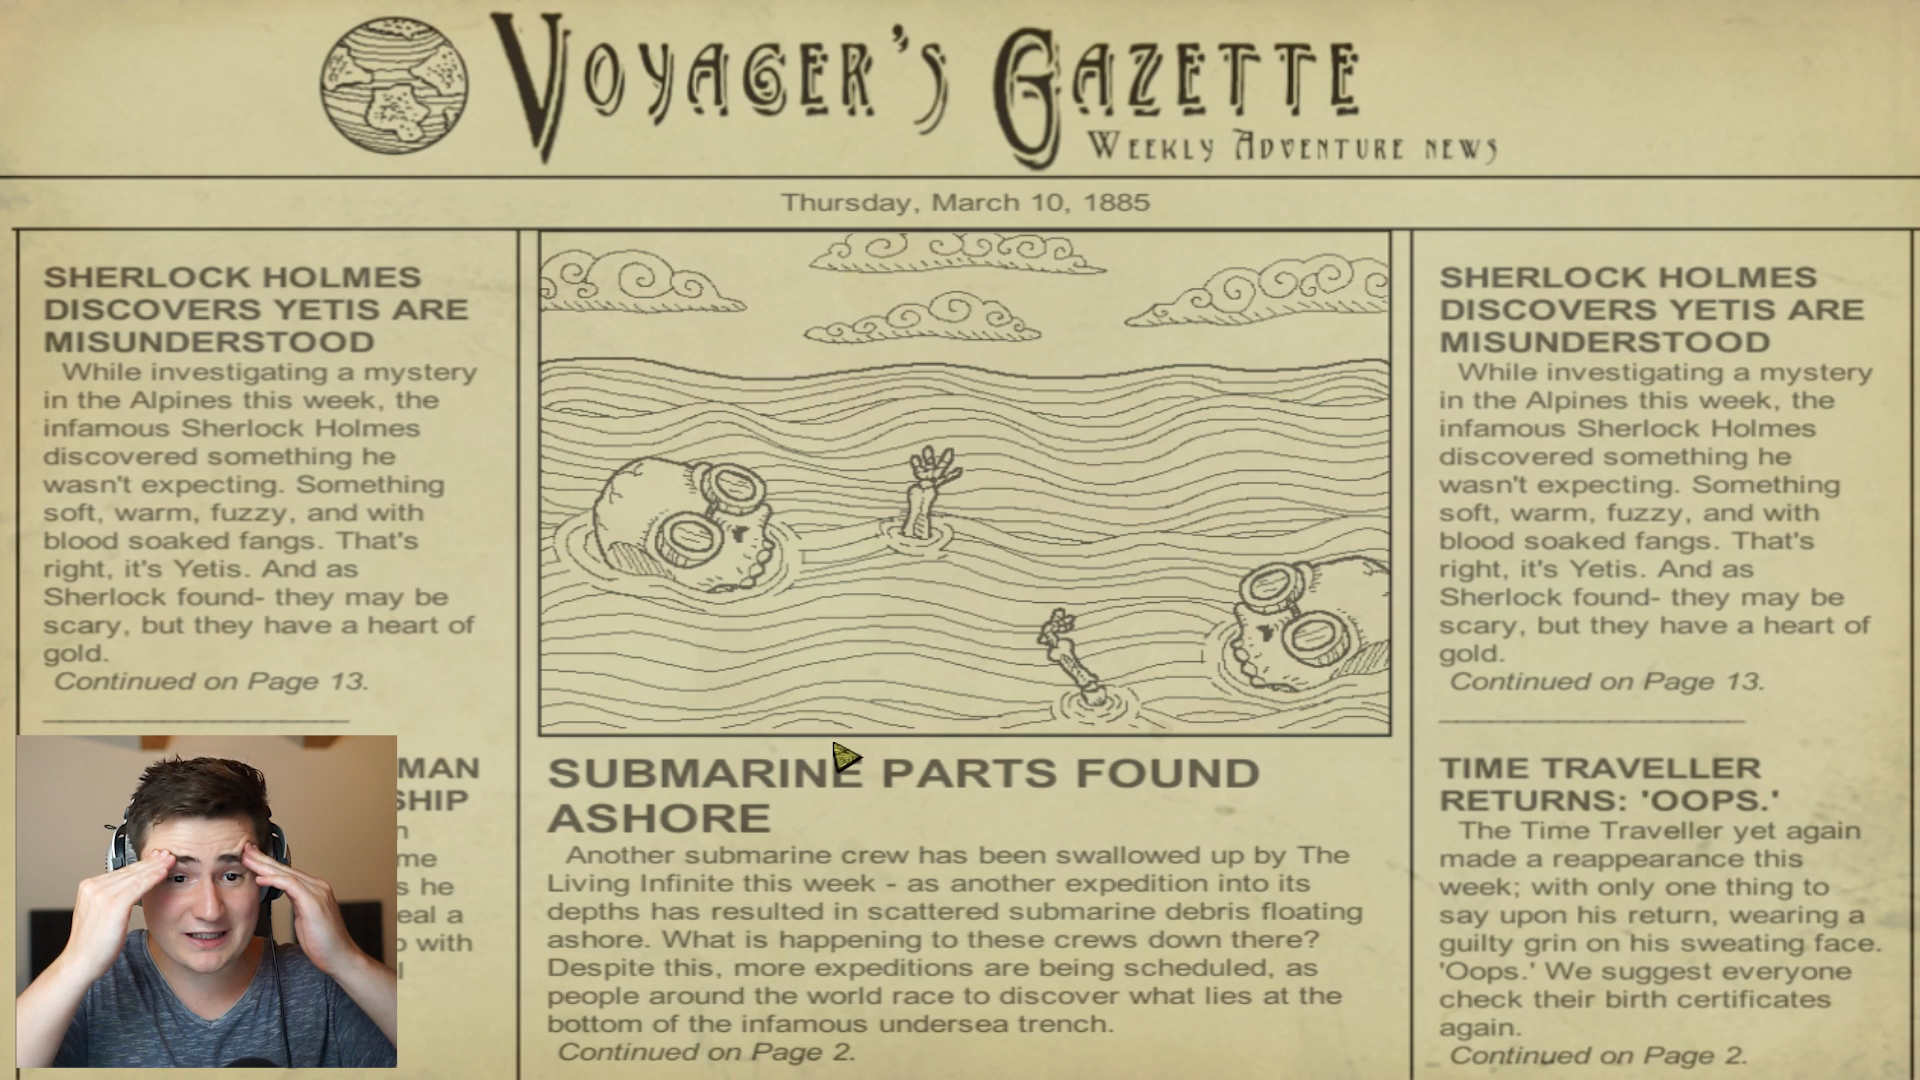 VOYAGER'S GAZETTE
WEEKLY ADVENTURE NEWS
Thursday, March 10, 1885
SHERLOCK HOLMES
DISCOVERS YETIS ARE
MISUNDERSTOOD
While investigating a mystery
in the Alpines this week, the
infamous Sherlock Holmes
discovered something he
wasn't expecting. Something
soft, warm, fuzzy, and with
blood soaked fangs. That's
right, it's Yetis. And as
Sherlock found- they may be
scary, but they have a heart of
gold.
Continued on Page 13.
MAN
SHIP
me
s he
eal a
with
SUBMARINE PARTS FOUND
ASHORE
Another submarine crew has been swallowed up by The
Living Infinite this week - as another expedition into its
depths has resulted in scattered submarine debris floating
ashore. What is happening to these crews down there?
Despite this, more expeditions are being scheduled, as
people around the world race to discover what lies at the
bottom of the infamous undersea trench.
Continued on Page 2.
SHERLOCK HOLMES
DISCOVERS YETIS ARE
MISUNDERSTOOD
While investigating a mystery
in the Alpines this week, the
infamous Sherlock Holmes
discovered something he
wasn't expecting. Something
soft, warm, fuzzy, and with
blood soaked fangs. That's
right, it's Yetis. And as
Sherlock found- they may be
scary, but they have a heart of
gold.
Continued on Page 13.
TIME TRAVELLER
RETURNS: 'OOPS.'
The Time Traveller yet again
made a reappearance this
week; with only one thing to
say upon his return, wearing a
guilty grin on his sweating face.
'Oops.' We suggest everyone
check their birth certificates
again.
Continued on Page 2.